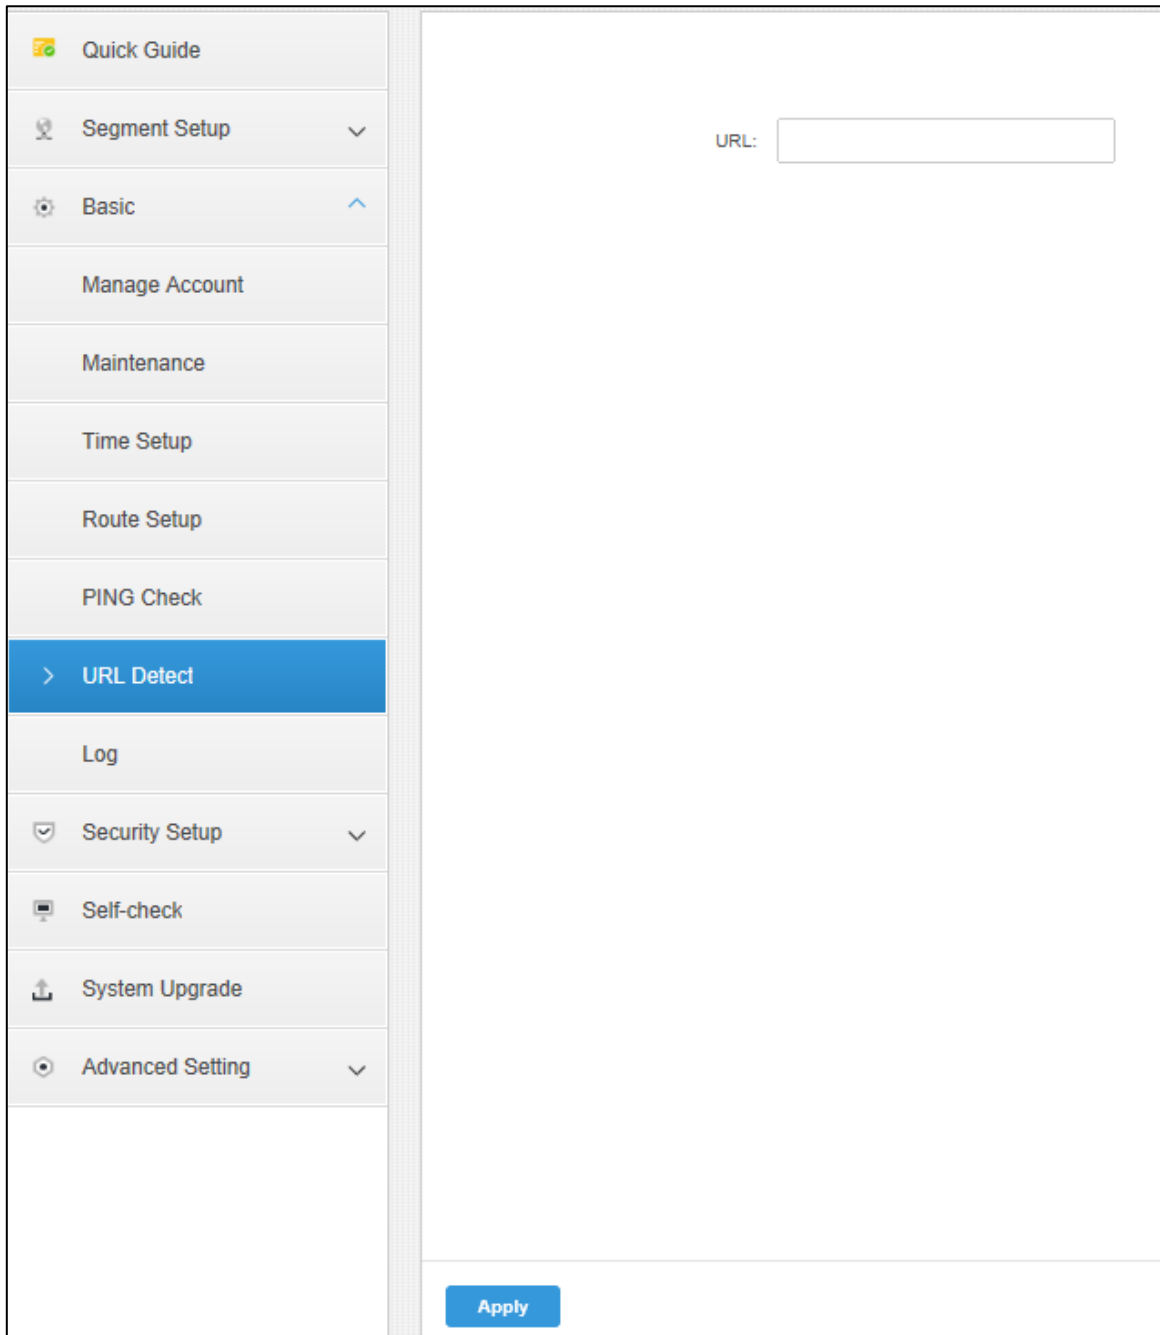 Quick Guide
Segment Setup
Basic
Manage Account
Maintenance
Time Setup
Route Setup
PING Check
URL Detect
Log
Security Setup
Self-check
System Upgrade
Advanced Setting
URL:
Apply